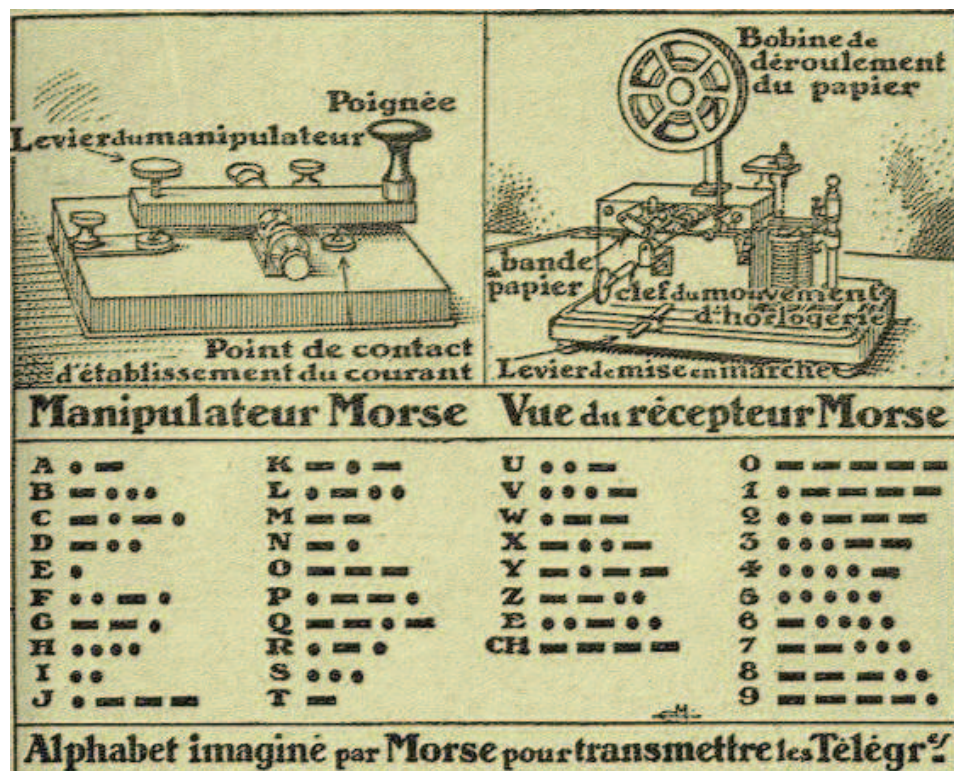 Poignée
Levier du manipulateur
Point de contact
d'établissement du courant
Bobine de
déroulement
du papier
bande
de papier
clef du mouvement
d'horlogerie
Levier de mise en marche
Manipulateur Morse
Vue du récepteur Morse
A • —
B — • • •
C — • — •
D — • •
E •
F • • — •
G — — •
H • • • •
I • •
J • — — —
K — • —
L • — • •
M — —
N — •
O — — —
P • — — •
Q — — • —
R • — •
S • • •
T —
U • • —
V • • • —
W • — —
X — • • —
Y — • — —
Z — — • •
E • • — • •
CH — — — —
0 — — — — —
1 • — — — —
2 • • — — —
3 • • • — —
4 • • • • —
5 • • • • •
6 — • • • •
7 — — • • •
8 — — — • •
9 — — — — •
M
Alphabet imaginé par Morse pour transmettre les Télégr.es